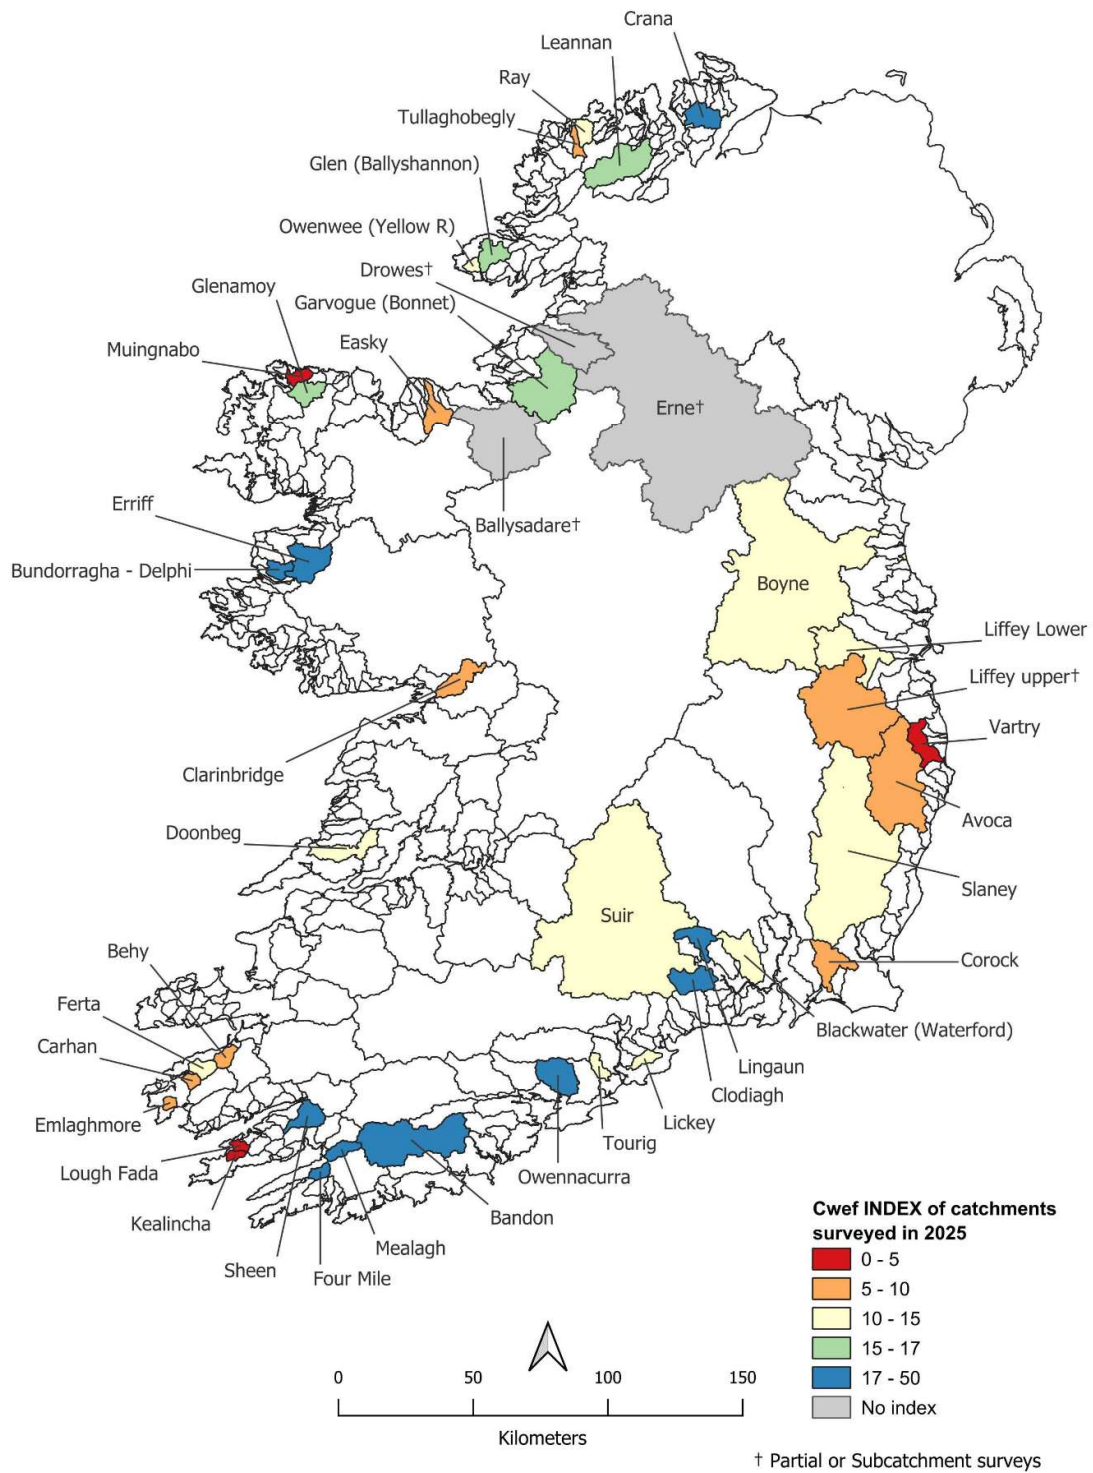 Crana
Leannan
Ray
Tullaghobegly
Glen (Ballyshannon)
Owenwee (Yellow R)
Drowes†
Glenamoy
Garvogue (Bonnet)
Easky
Muingnabo
Erne†
Erriff
Ballysadare†
Bundorragha - Delphi
Boyne
Liffey Lower
Liffey upper†
Vartry
Clarinbridge
Avoca
Doonbeg
Slaney
Suir
Behy
Corock
Ferta
Blackwater (Waterford)
Carhan
Lingaun
Clodiagh
Emlaghmore
Lickey
Tourig
Lough Fada
Owennacurra
Kealincha
Bandon
Mealagh
Sheen
Four Mile
Cwef INDEX of catchments
surveyed in 2025
0 - 5
5 - 10
10 - 15
15 - 17
17 - 50
No index
0 50 100 150
Kilometers
† Partial or Subcatchment surveys